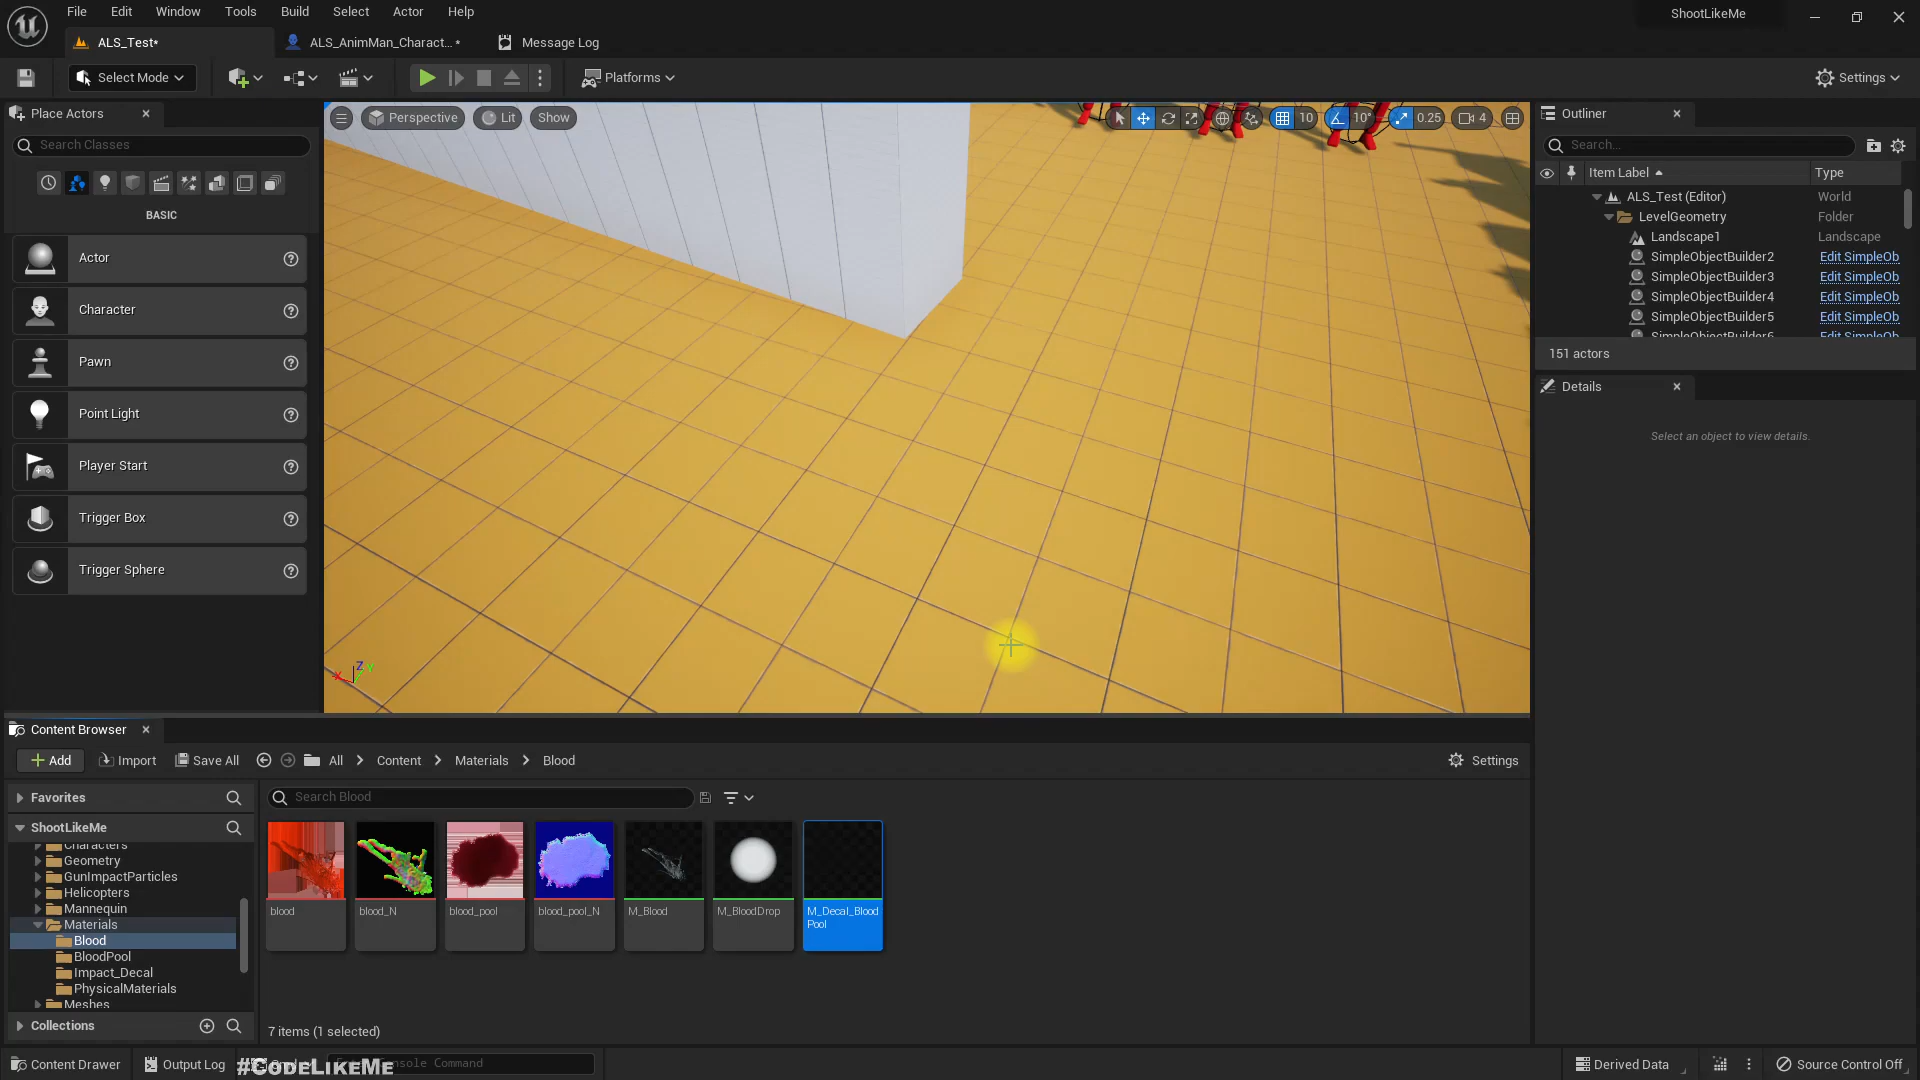 File Edit Window Tools Build Select Actor Help
ShootLikeMe
ALS_Test*
ALS_AnimMan_Charact... *
Message Log
Select Mode
Platforms
Settings
Place Actors
Search Classes
BASIC
Actor
Character
Pawn
Point Light
Player Start
Trigger Box
Trigger Sphere
Perspective
Lit
Show
10
10°
0.25
4
X
Z
Y
Outliner
Search...
Item Label
Type
ALS_Test (Editor) World
LevelGeometry Folder
Landscape1 Landscape
SimpleObjectBuilder2 Edit SimpleOb
SimpleObjectBuilder3 Edit SimpleOb
SimpleObjectBuilder4 Edit SimpleOb
SimpleObjectBuilder5 Edit SimpleOb
SimpleObjectBuilder6 Edit SimpleOb
151 actors
Details
Select an object to view details.
Content Browser
Add
Import
Save All
All
Content
Materials
Blood
Settings
Favorites
ShootLikeMe
Characters
Geometry
GunImpactParticles
Helicopters
Mannequin
Materials
Blood
BloodPool
Impact_Decal
PhysicalMaterials
Meshes
Collections
Search Blood
blood
blood_N
blood_pool
blood_pool_N
M_Blood
M_BloodDrop
M_Decal_Blood
Pool
7 items (1 selected)
Content Drawer
Output Log
#CodeLikeMe
Console Command
Derived Data
Source Control Off